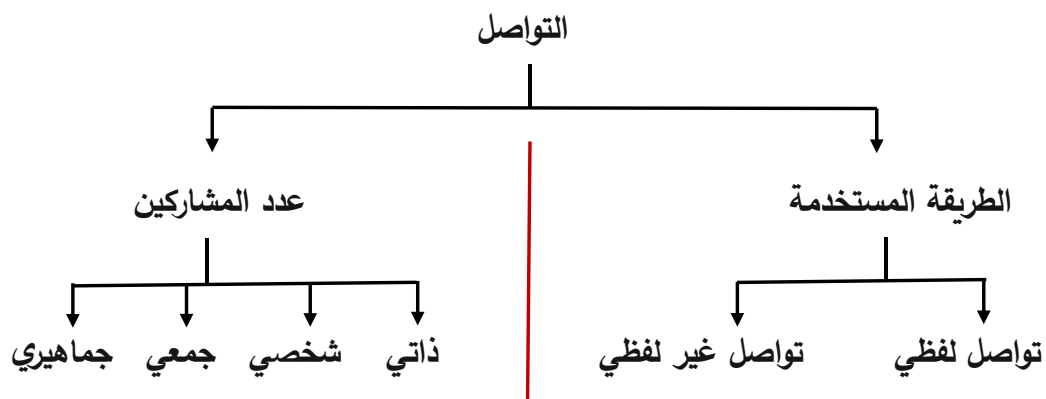 التواصل
الطريقة المستخدمة
عدد المشاركين
تواصل لفظي
تواصل غير لفظي
ذاتي
شخصي
جمعي
جماهيري